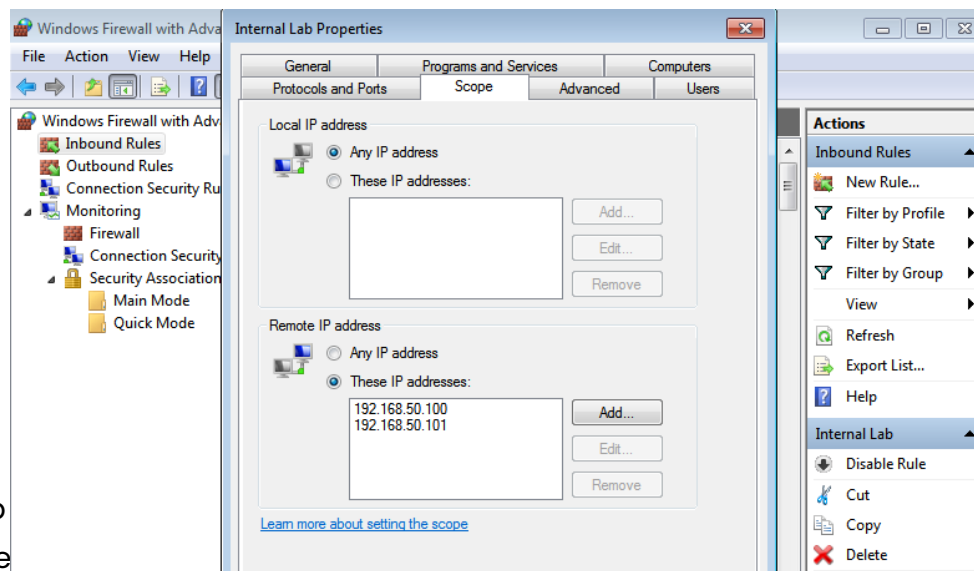 Windows Firewall with Adva
File Action View Help
Windows Firewall with Adv
Inbound Rules
Outbound Rules
Connection Security Ru
Monitoring
Firewall
Connection Security
Security Association
Main Mode
Quick Mode
o
e
Internal Lab Properties
General Programs and Services Computers
Protocols and Ports Scope Advanced Users
Local IP address
Any IP address
These IP addresses:
Add...
Edit...
Remove
Remote IP address
Any IP address
These IP addresses:
192.168.50.100
192.168.50.101
Add...
Edit...
Remove
Learn more about setting the scope
Actions
Inbound Rules
New Rule...
Filter by Profile
Filter by State
Filter by Group
View
Refresh
Export List...
Help
Internal Lab
Disable Rule
Cut
Copy
Delete